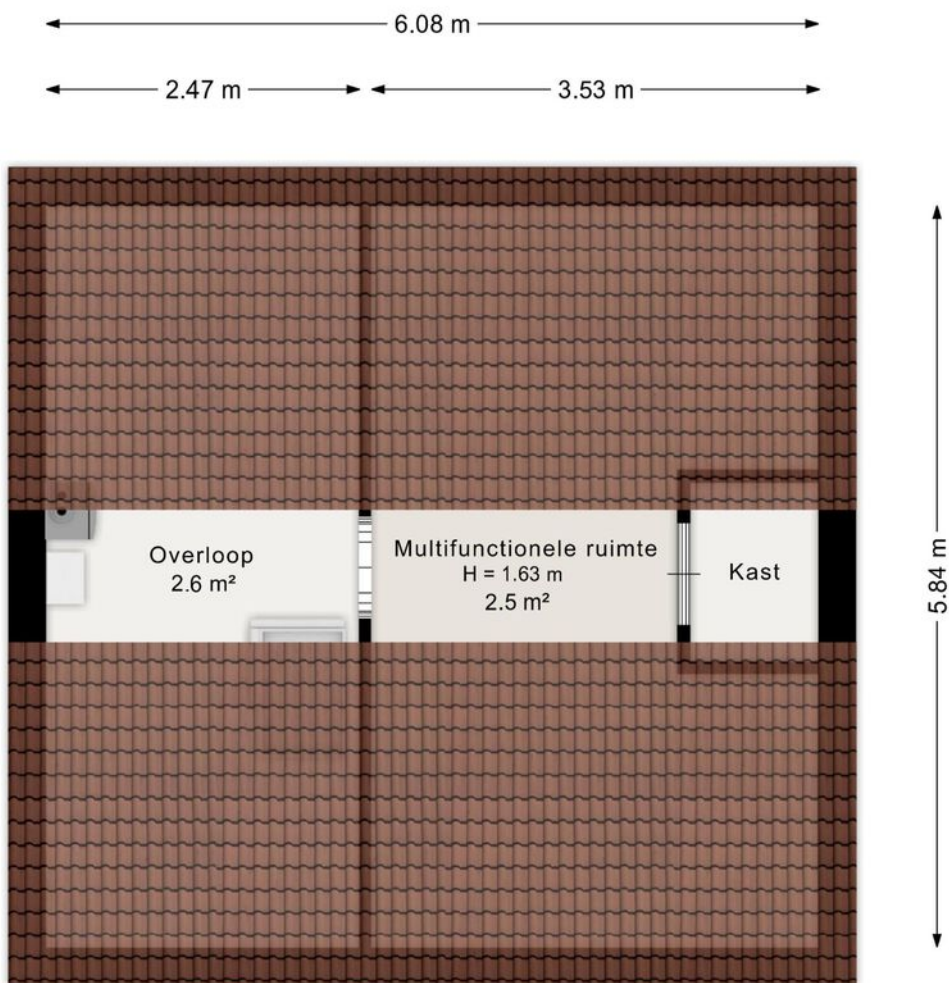 6.08 m
2.47 m
3.53 m
Overloop
2.6 m²
Multifunctionele ruimte
H = 1.63 m
2.5 m²
Kast
5.84 m